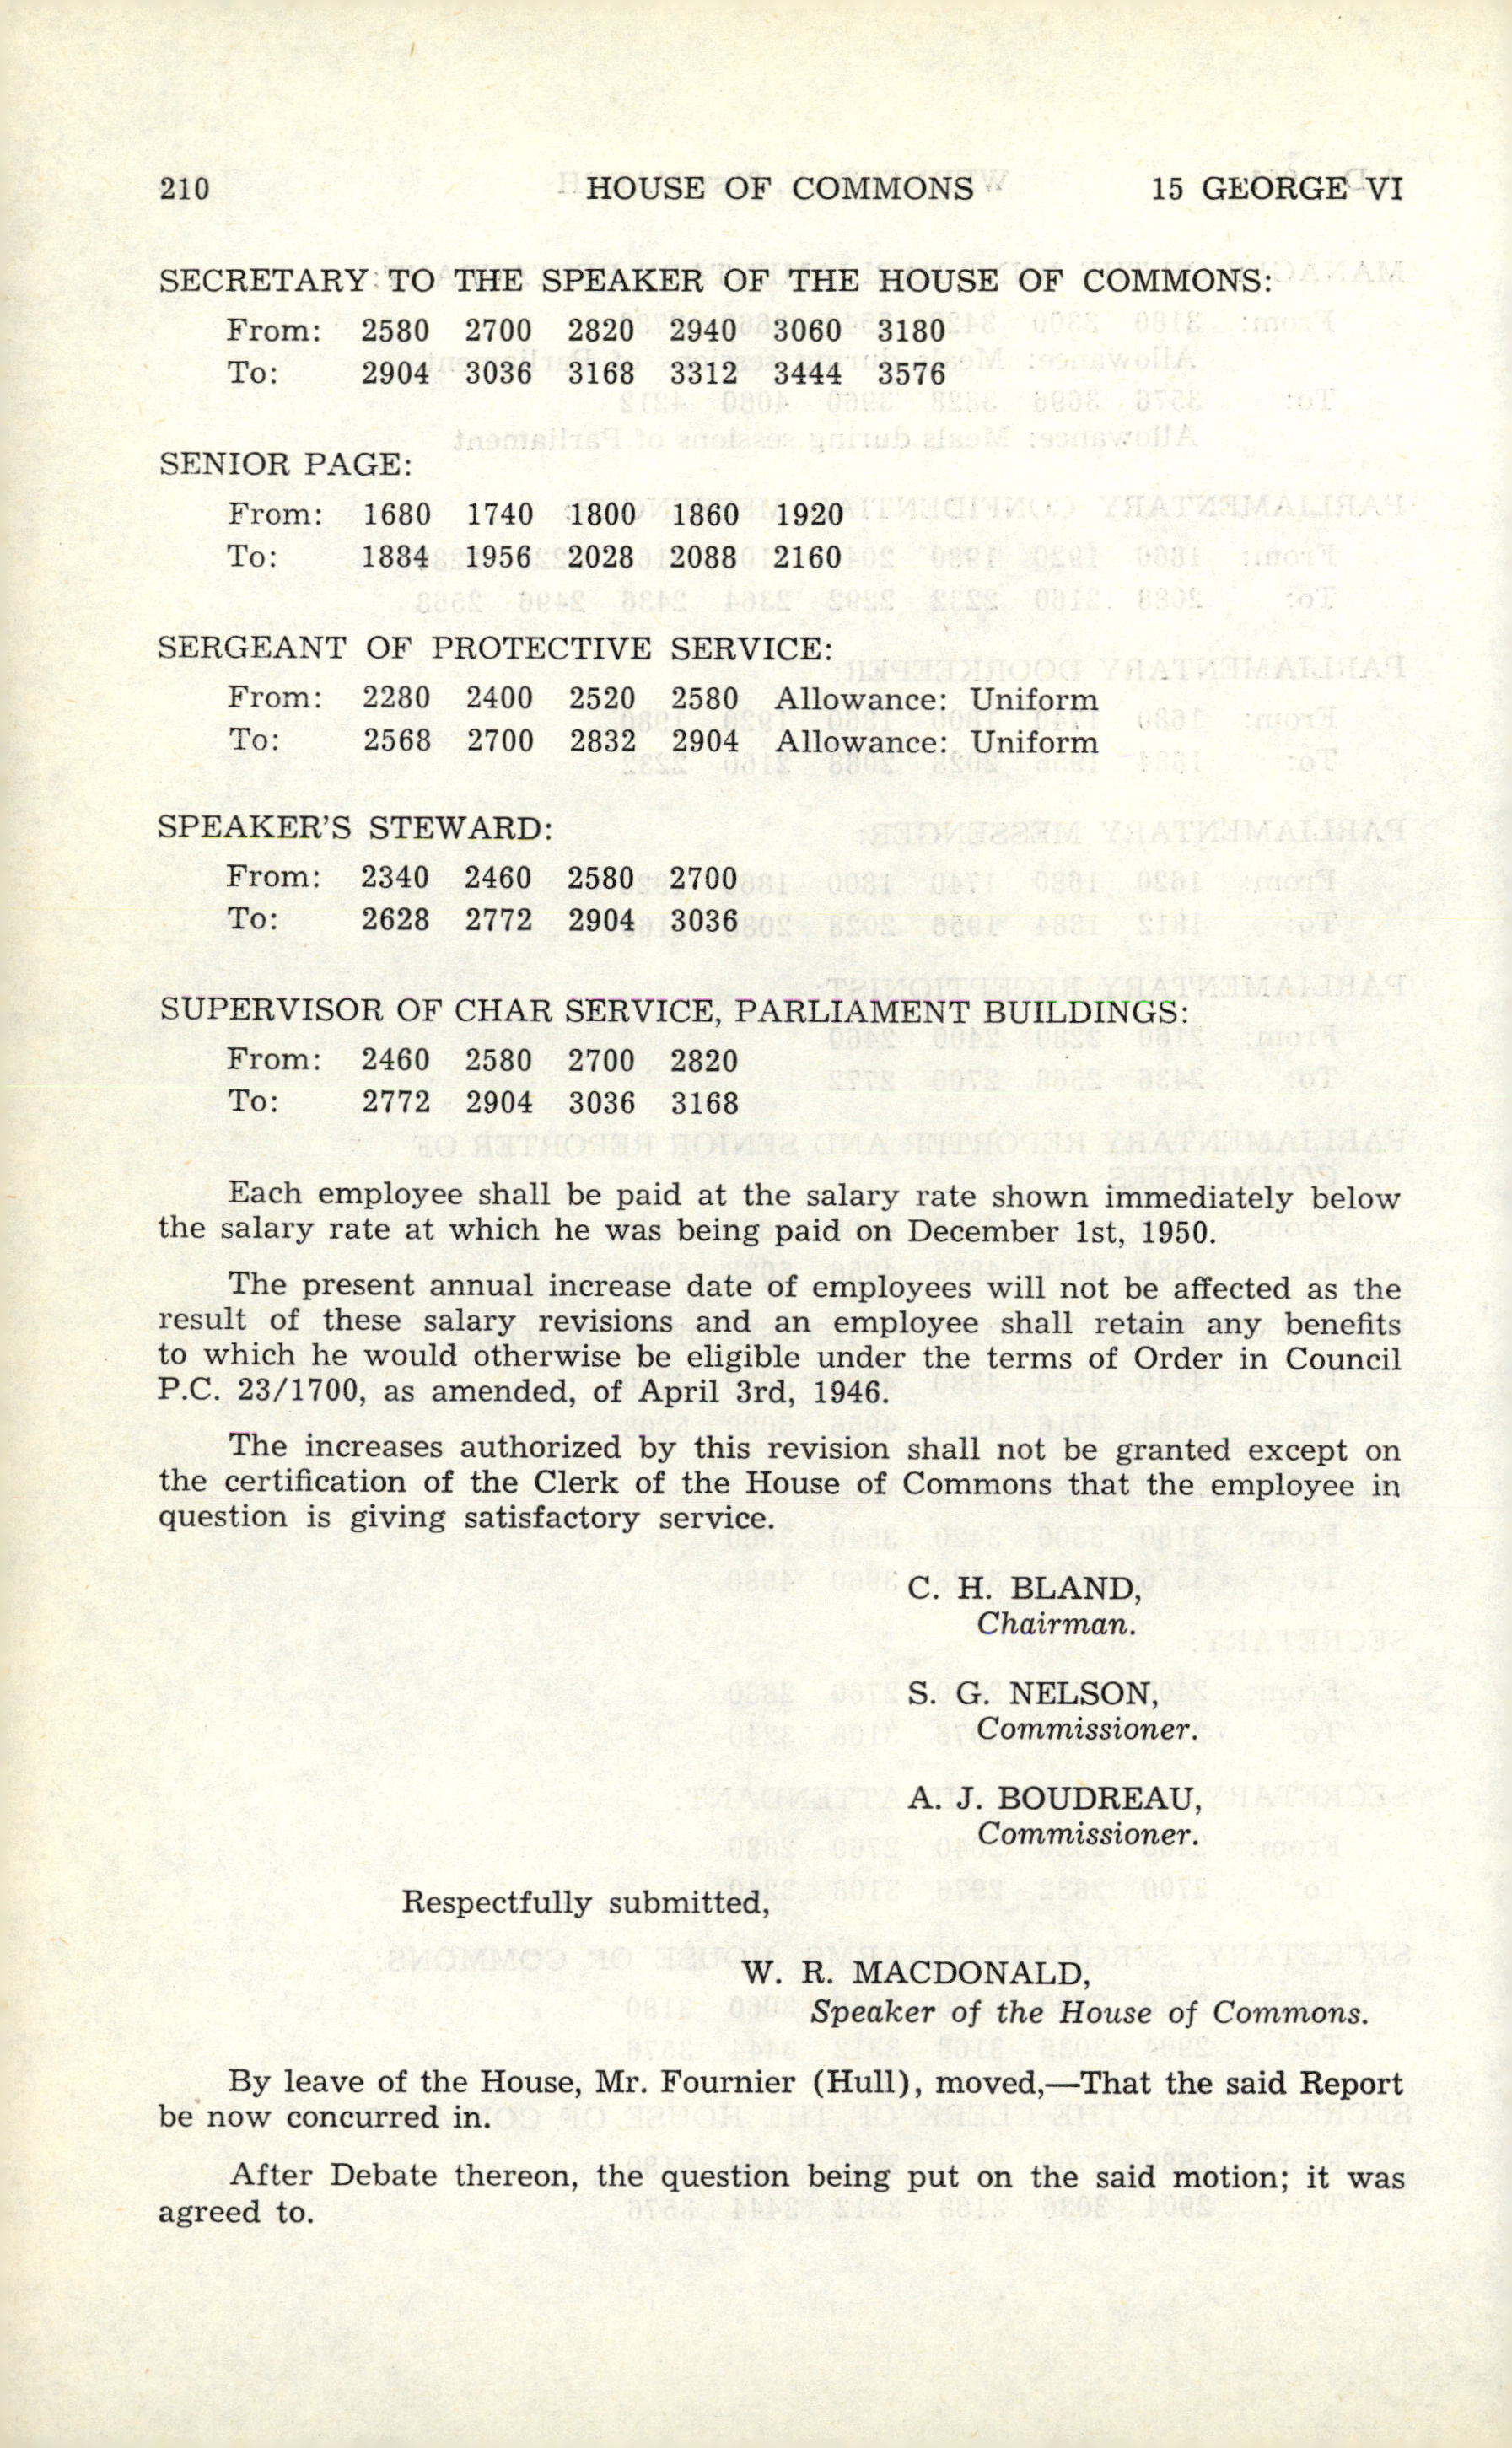 210 HOUSE OF COMMONS 15 GEORGE VI
SECRETARY TO THE SPEAKER OF THE HOUSE OF COMMONS:
From: 2580 2700 2820 2940 3060 3180
To: 2904 3036 3168 3312 3444 3576
SENIOR PAGE:
From: 1680 1740 1800 1860 1920
To: 1884 1956 2028 2088 2160
SERGEANT OF PROTECTIVE SERVICE:
From: 2280 2400 2520 2580 Allowance: Uniform
To: 2568 2700 2832 2904 Allowance: Uniform
SPEAKER'S STEWARD:
From: 2340 2460 2580 2700
To: 2628 2772 2904 3036
SUPERVISOR OF CHAR SERVICE, PARLIAMENT BUILDINGS:
From: 2460 2580 2700 2820
To: 2772 2904 3036 3168
Each employee shall be paid at the salary rate shown immediately below
the salary rate at which he was being paid on December 1st, 1950.
The present annual increase date of employees will not be affected as the
result of these salary revisions and an employee shall retain any benefits
to which he would otherwise be eligible under the terms of Order in Council
P.C. 23/1700, as amended, of April 3rd, 1946.
The increases authorized by this revision shall not be granted except on
the certification of the Clerk of the House of Commons that the employee in
question is giving satisfactory service.
C. H. BLAND,
Chairman.
S. G. NELSON,
Commissioner.
A. J. BOUDREAU,
Commissioner.
Respectfully submitted,
W. R. MACDONALD,
Speaker of the House of Commons.
By leave of the House, Mr. Fournier (Hull), moved,—That the said Report
be now concurred in.
After Debate thereon, the question being put on the said motion; it was
agreed to.